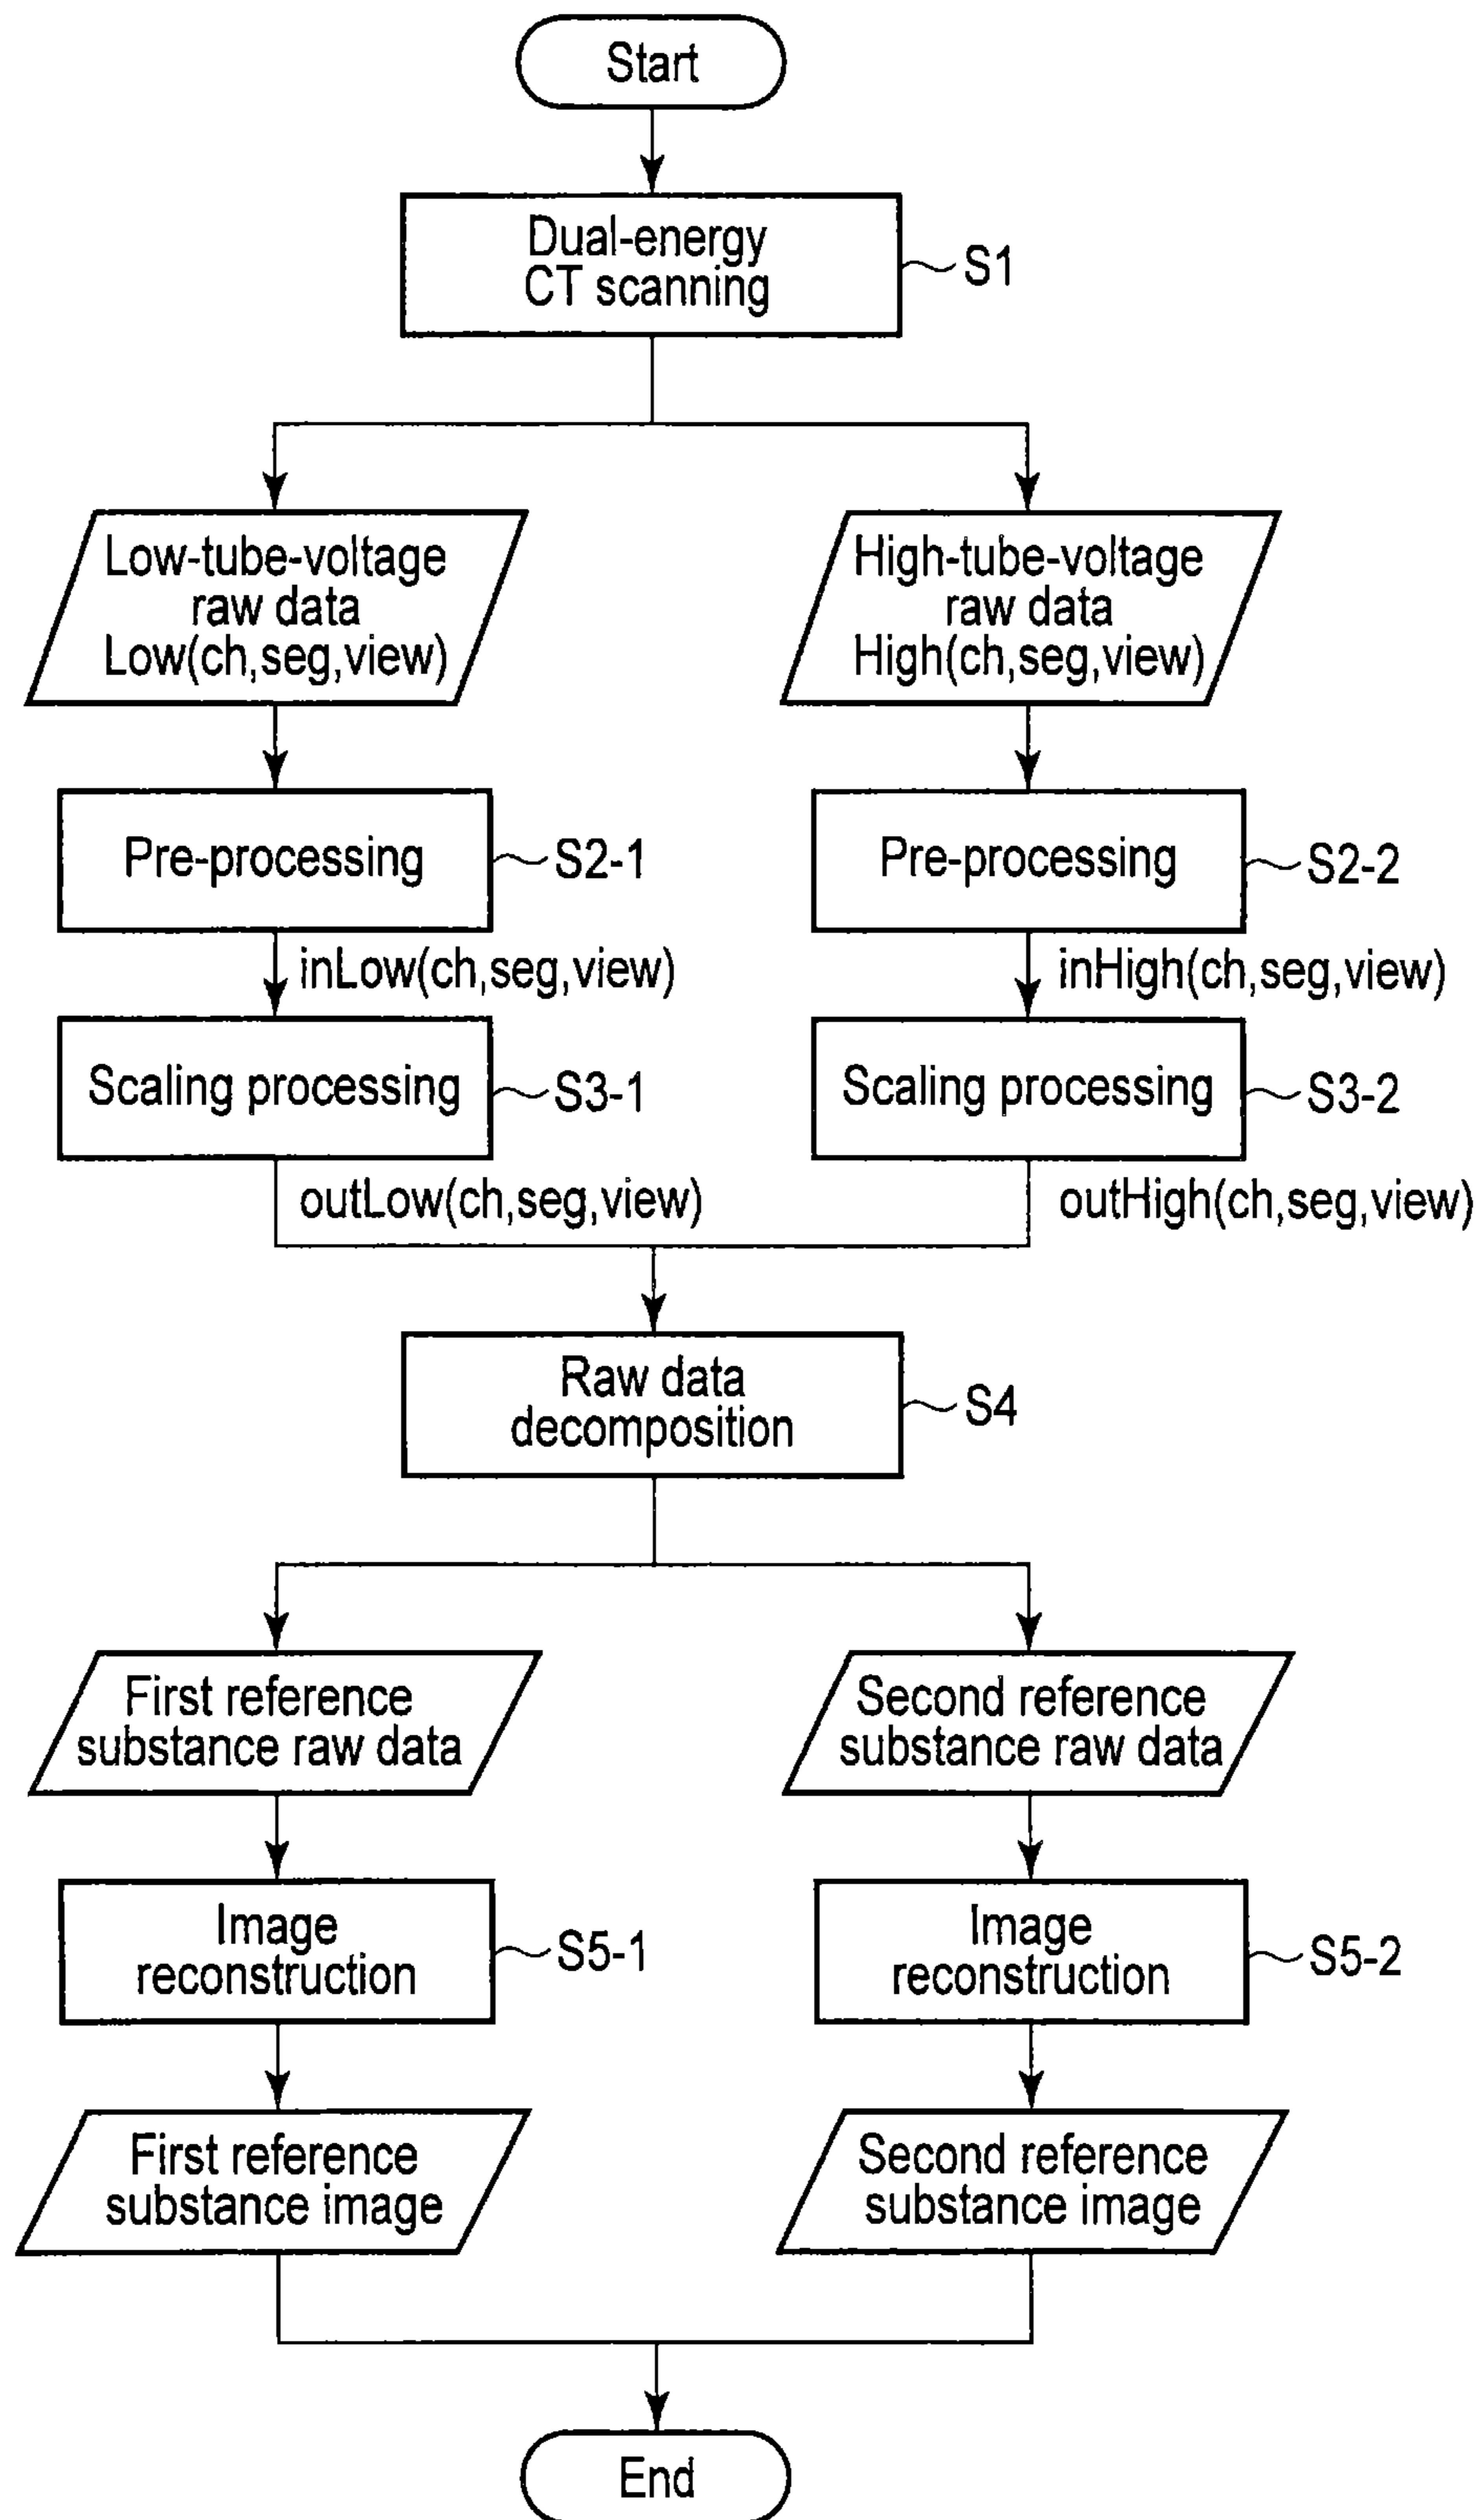 Start
Dual-energy
CT scanning
S1
Low-tube-voltage
raw data
Low(ch,seg,view)
High-tube-voltage
raw data
High(ch,seg,view)
Pre-processing
S2-1
Pre-processing
S2-2
inLow(ch,seg,view)
inHigh(ch,seg,view)
Scaling processing
S3-1
Scaling processing
S3-2
outLow(ch,seg,view)
outHigh(ch,seg,view)
Raw data
decomposition
S4
First reference
substance raw data
Second reference
substance raw data
Image
reconstruction
S5-1
Image
reconstruction
S5-2
First reference
substance image
Second reference
substance image
End